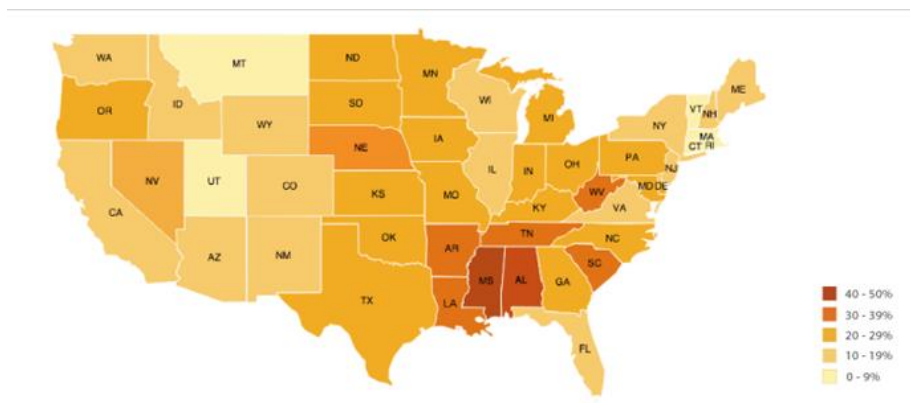 WA
MT
ND
MN
ME
VT
NH
OR
ID
SD
WI
MI
NY
MA
CT
RI
WY
IA
NE
PA
NJ
NV
UT
CO
IL
IN
OH
MD
DE
WV
VA
KS
MO
KY
CA
TN
NC
OK
AR
SC
AZ
NM
MS
AL
GA
TX
LA
FL
40 - 50%
30 - 39%
20 - 29%
10 - 19%
0 - 9%